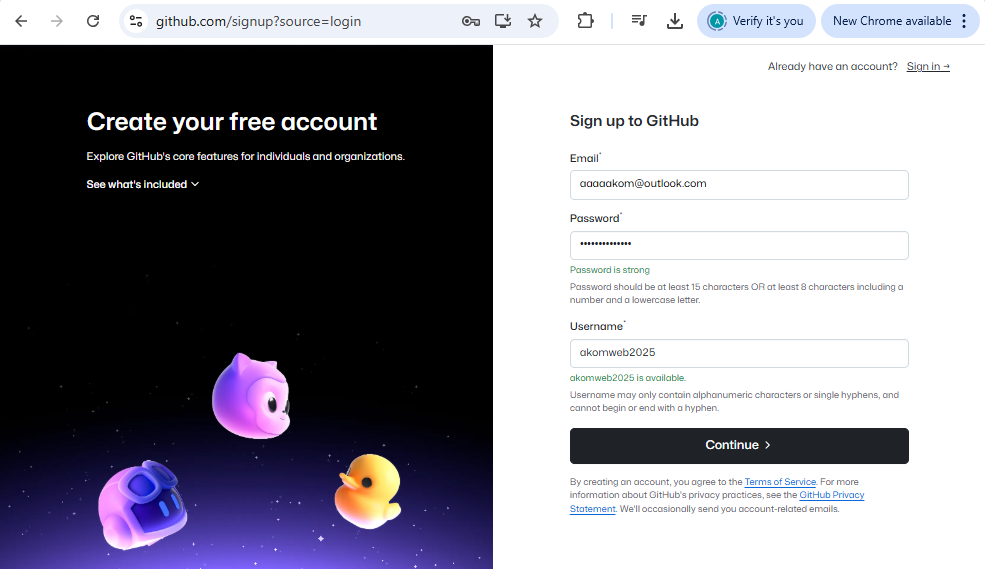 github.com/signup?source=login
A
Verify it's you
New Chrome available
Already have an account? Sign in →
Create your free account
Explore GitHub's core features for individuals and organizations.
See what's included
Sign up to GitHub
Email*
aaaaakom@outlook.com
Password*
••••••••••••••
Password is strong
Password should be at least 15 characters OR at least 8 characters including a
number and a lowercase letter.
Username*
akomweb2025
akomweb2025 is available.
Username may only contain alphanumeric characters or single hyphens, and
cannot begin or end with a hyphen.
Continue
By creating an account, you agree to the Terms of Service. For more
information about GitHub's privacy practices, see the GitHub Privacy
Statement. We'll occasionally send you account-related emails.